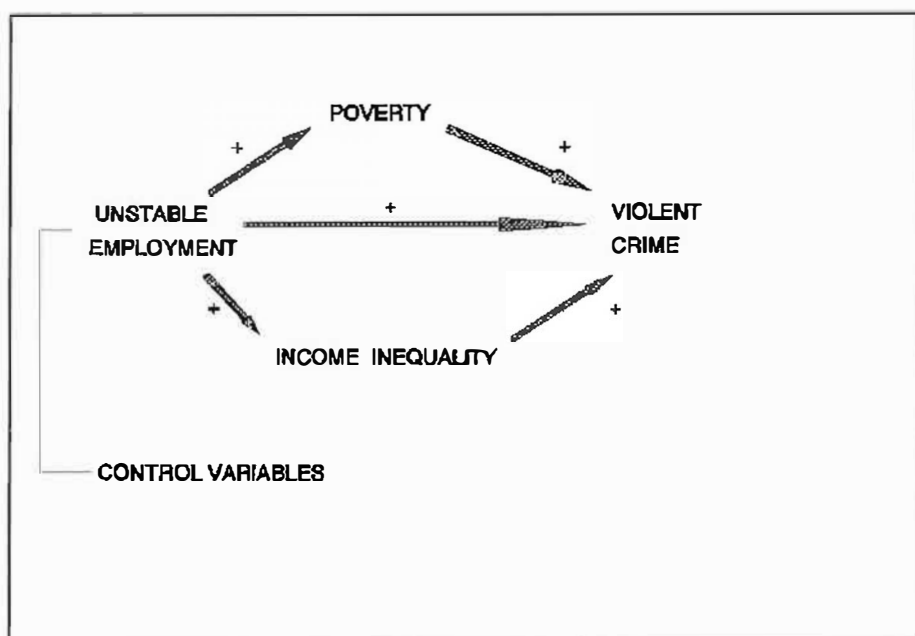 POVERTY
+
+
+
UNSTABLE
EMPLOYMENT
VIOLENT
CRIME
+
+
INCOME INEQUALITY
CONTROL VARIABLES